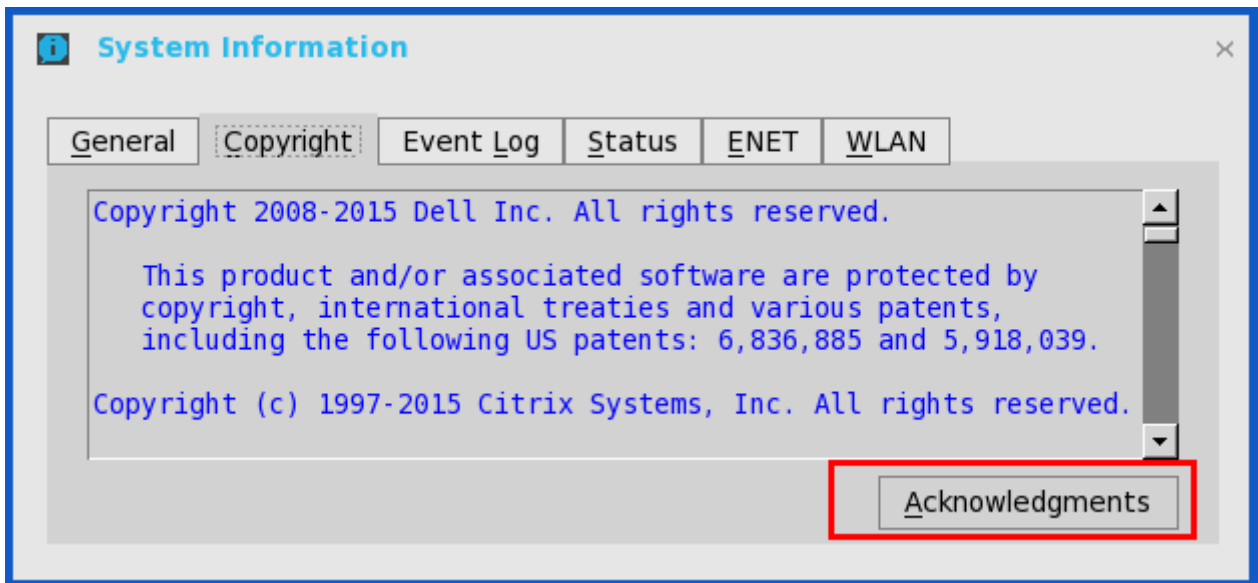 System Information
General Copyright Event Log Status ENET WLAN
Copyright 2008-2015 Dell Inc. All rights reserved.
This product and/or associated software are protected by
copyright, international treaties and various patents,
including the following US patents: 6,836,885 and 5,918,039.
Copyright (c) 1997-2015 Citrix Systems, Inc. All rights reserved.
Acknowledgments